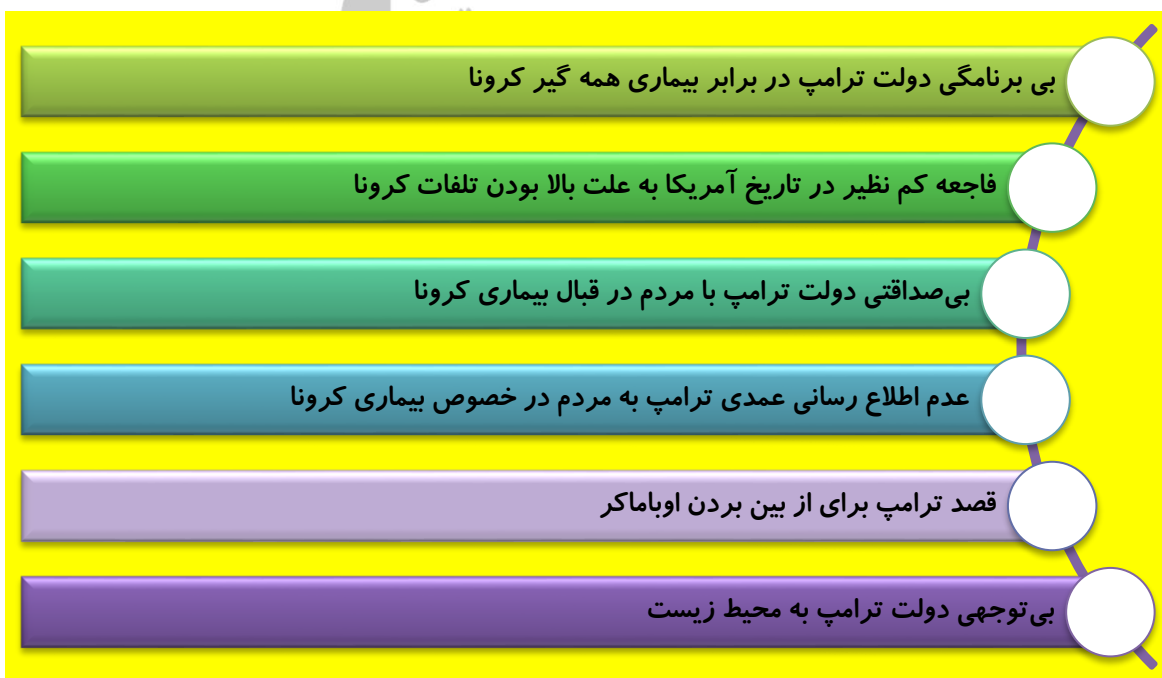 بی برنامگی دولت ترامپ در برابر بیماری همه گیر کرونا
فاجعه کم نظیر در تاریخ آمریکا به علت بالا بودن تلفات کرونا
بی‌صداقتی دولت ترامپ با مردم در قبال بیماری کرونا
عدم اطلاع رسانی عمدی ترامپ به مردم در خصوص بیماری کرونا
قصد ترامپ برای از بین بردن اوباماکر
بی‌توجهی دولت ترامپ به محیط زیست